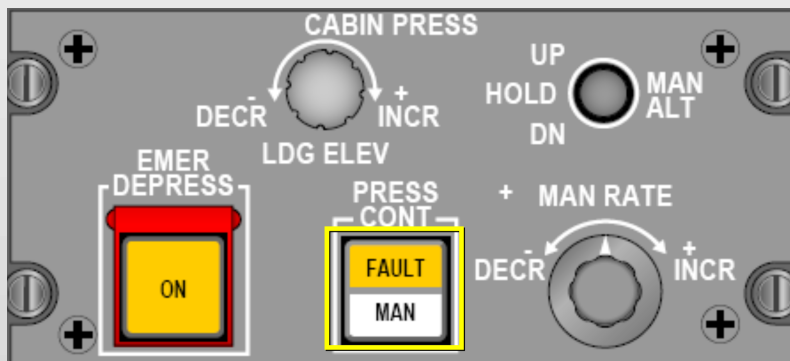 CABIN PRESS
- DECR
+ INCR
LDG ELEV
UP
HOLD
DN
MAN
ALT
EMER
DEPRESS
ON
PRESS
CONT
FAULT
MAN
+ MAN RATE
- DECR
+ INCR